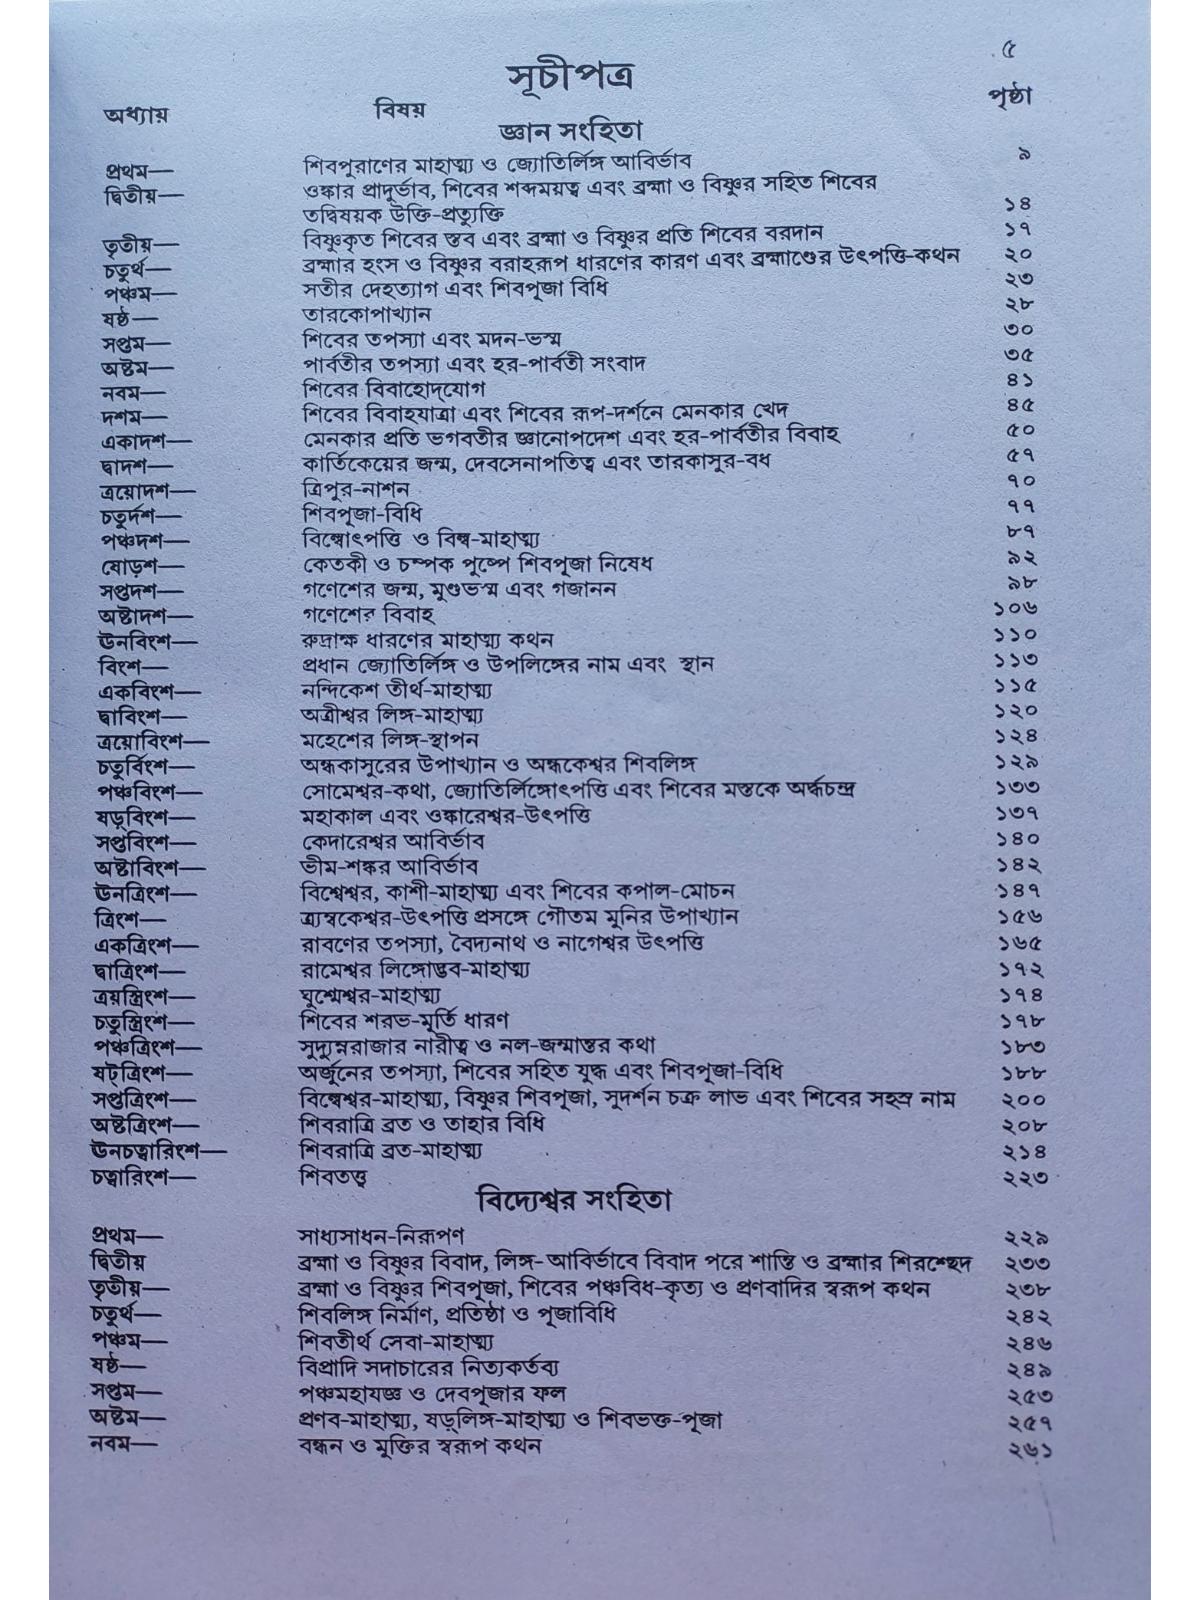 ৫
সূচীপত্র
অধ্যায় বিষয় পৃষ্ঠা
জ্ঞান সংহিতা
প্রথম— শিবপুরাণের মাহাত্ম্য ও জ্যোতির্লিঙ্গ আবির্ভাব ৯
দ্বিতীয়— ওঙ্কার প্রাদুর্ভাব, শিবের শব্দময়ত্ব এবং ব্রহ্মা ও বিষ্ণুর সহিত শিবের
তদ্বিষয়ক উক্তি-প্রত্যুক্তি ১৪
তৃতীয়— বিষ্ণুকৃত শিবের স্তব এবং ব্রহ্মা ও বিষ্ণুর প্রতি শিবের বরদান ১৭
চতুর্থ— ব্রহ্মার হংস ও বিষ্ণুর বরাহরূপ ধারণের কারণ এবং ব্রহ্মাণ্ডের উৎপত্তি-কথন ২০
পঞ্চম— সতীর দেহত্যাগ এবং শিবপূজা বিধি ২৩
ষষ্ঠ— তারকোপাখ্যান ২৮
সপ্তম— শিবের তপস্যা এবং মদন-ভস্ম ৩০
অষ্টম— পার্বতীর তপস্যা এবং হর-পার্বতী সংবাদ ৩৫
নবম— শিবের বিবাহোদ্‌যোগ ৪১
দশম— শিবের বিবাহযাত্রা এবং শিবের রূপ-দর্শনে মেনকার খেদ ৪৫
একাদশ— মেনকার প্রতি ভগবতীর জ্ঞানোপদেশ এবং হর-পার্বতীর বিবাহ ৫০
দ্বাদশ— কার্তিকেয়ের জন্ম, দেবসেনাপতিত্ব এবং তারকাসুর-বধ ৫৭
ত্রয়োদশ— ত্রিপুর-নাশন ৭০
চতুর্দশ— শিবপূজা-বিধি ৭৭
পঞ্চদশ— বিল্বোৎপত্তি ও বিল্ব-মাহাত্ম্য ৮৭
ষোড়শ— কেতকী ও চম্পক পুষ্পে শিবপূজা নিষেধ ৯২
সপ্তদশ— গণেশের জন্ম, মুণ্ডভস্ম এবং গজানন ৯৮
অষ্টাদশ— গণেশের বিবাহ ১০৬
ঊনবিংশ— রুদ্রাক্ষ ধারণের মাহাত্ম্য কথন ১১০
বিংশ— প্রধান জ্যোতির্লিঙ্গ ও উপলিঙ্গের নাম এবং স্থান ১১৩
একবিংশ— নন্দিকেশ তীর্থ-মাহাত্ম্য ১১৫
দ্বাবিংশ— অত্রীশ্বর লিঙ্গ-মাহাত্ম্য ১২০
ত্রয়োবিংশ— মহেশের লিঙ্গ-স্থাপন ১২৪
চতুর্বিংশ— অন্ধকাসুরের উপাখ্যান ও অন্ধকেশ্বর শিবলিঙ্গ ১২৯
পঞ্চবিংশ— সোমেশ্বর-কথা, জ্যোতির্লিঙ্গোৎপত্তি এবং শিবের মস্তকে অর্দ্ধচন্দ্র ১৩৩
ষড়্‌বিংশ— মহাকাল এবং ওঙ্কারেশ্বর-উৎপত্তি ১৩৭
সপ্তবিংশ— কেদারেশ্বর আবির্ভাব ১৪০
অষ্টাবিংশ— ভীম-শঙ্কর আবির্ভাব ১৪২
ঊনত্রিংশ— বিশ্বেশ্বর, কাশী-মাহাত্ম্য এবং শিবের কপাল-মোচন ১৪৭
ত্রিংশ— ত্র্যম্বকেশ্বর-উৎপত্তি প্রসঙ্গে গৌতম মুনির উপাখ্যান ১৫৬
একত্রিংশ— রাবণের তপস্যা, বৈদ্যনাথ ও নাগেশ্বর উৎপত্তি ১৬৫
দ্বাত্রিংশ— রামেশ্বর লিঙ্গোদ্ভব-মাহাত্ম্য ১৭২
ত্রয়স্ত্রিংশ— ঘুশ্মেশ্বর-মাহাত্ম্য ১৭৪
চতুস্ত্রিংশ— শিবের শরভ-মূর্তি ধারণ ১৭৮
পঞ্চত্রিংশ— সুদ্যুম্নরাজার নারীত্ব ও নল-জন্মান্তর কথা ১৮৩
ষট্‌ত্রিংশ— অর্জুনের তপস্যা, শিবের সহিত যুদ্ধ এবং শিবপূজা-বিধি ১৮৮
সপ্তত্রিংশ— বিল্বেশ্বর-মাহাত্ম্য, বিষ্ণুর শিবপূজা, সুদর্শন চক্র লাভ এবং শিবের সহস্র নাম ২০০
অষ্টত্রিংশ— শিবরাত্রি ব্রত ও তাহার বিধি ২০৮
ঊনচত্বারিংশ— শিবরাত্রি ব্রত-মাহাত্ম্য ২১৪
চত্বারিংশ— শিবতত্ত্ব ২২৩
বিদ্যেশ্বর সংহিতা
প্রথম— সাধ্যসাধন-নিরূপণ ২২৯
দ্বিতীয় ব্রহ্মা ও বিষ্ণুর বিবাদ, লিঙ্গ-আবির্ভাবে বিবাদ পরে শান্তি ও ব্রহ্মার শিরশ্ছেদ ২৩৩
তৃতীয়— ব্রহ্মা ও বিষ্ণুর শিবপূজা, শিবের পঞ্চবিধ-কৃত্য ও প্রণবাদির স্বরূপ কথন ২৩৮
চতুর্থ— শিবলিঙ্গ নির্মাণ, প্রতিষ্ঠা ও পূজাবিধি ২৪২
পঞ্চম— শিবতীর্থ সেবা-মাহাত্ম্য ২৪৬
ষষ্ঠ— বিপ্রাদি সদাচারের নিত্যকর্তব্য ২৪৯
সপ্তম— পঞ্চমহাযজ্ঞ ও দেবপূজার ফল ২৫৩
অষ্টম— প্রণব-মাহাত্ম্য, ষড়্‌লিঙ্গ-মাহাত্ম্য ও শিবভক্ত-পূজা ২৫৭
নবম— বন্ধন ও মুক্তির স্বরূপ কথন ২৬১